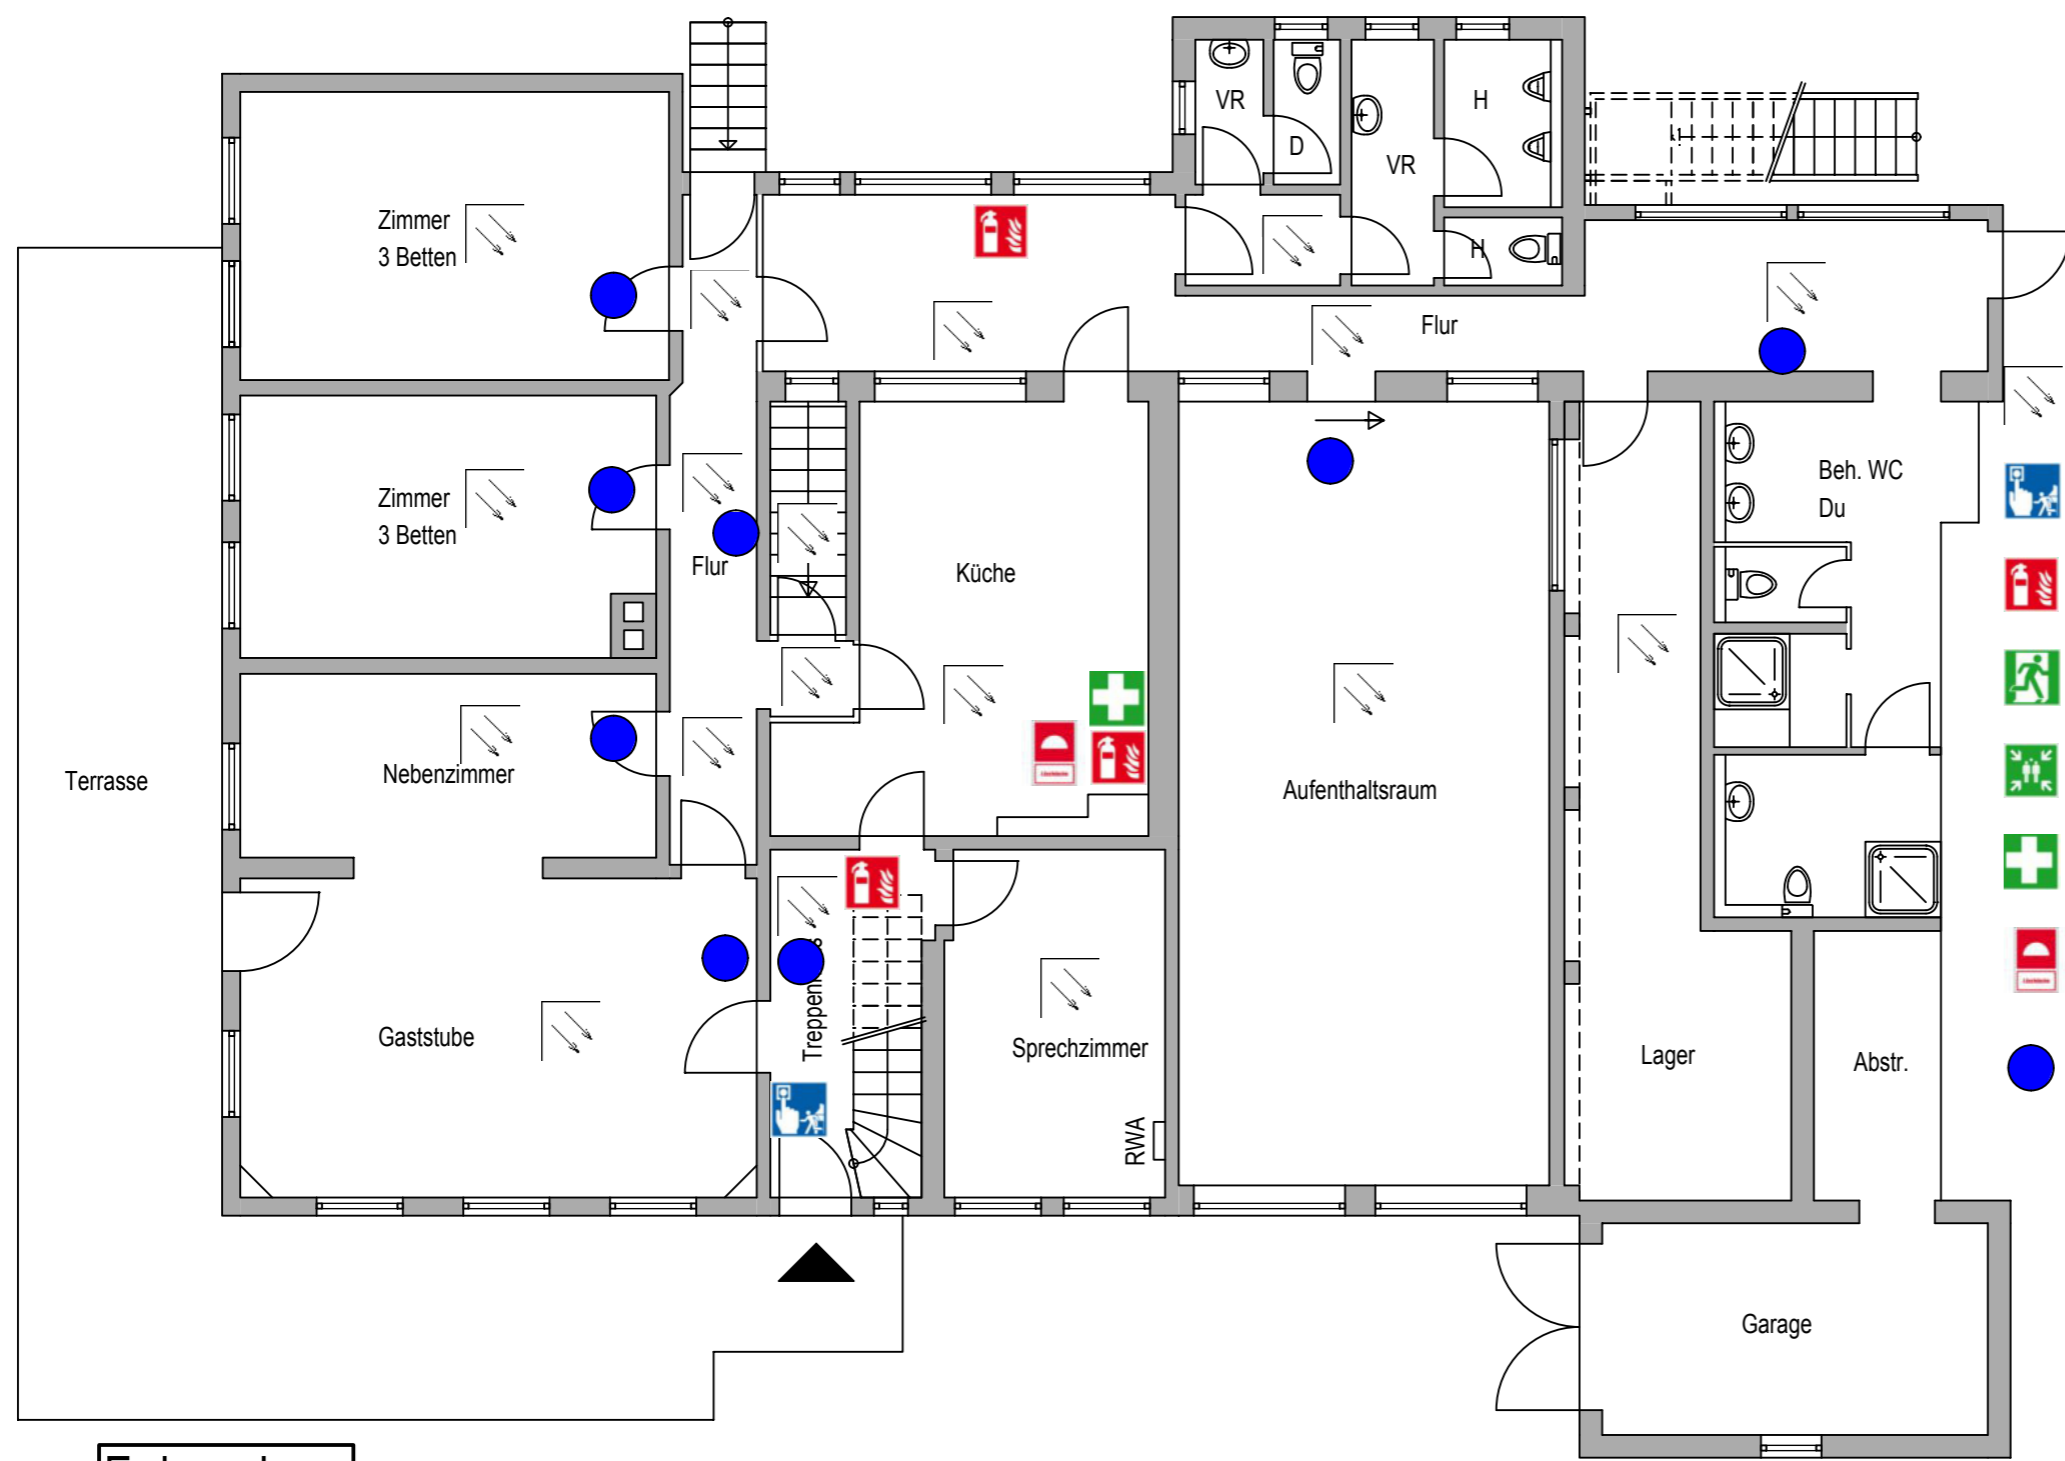 VR
H
D
VR
Zimmer
3 Betten
H
Flur
Zimmer
3 Betten
Beh. WC
Du
Flur
Küche
Terrasse
Nebenzimmer
Aufenthaltsraum
Gaststube
Sprechzimmer
Lager
Abstr.
RWA
Garage